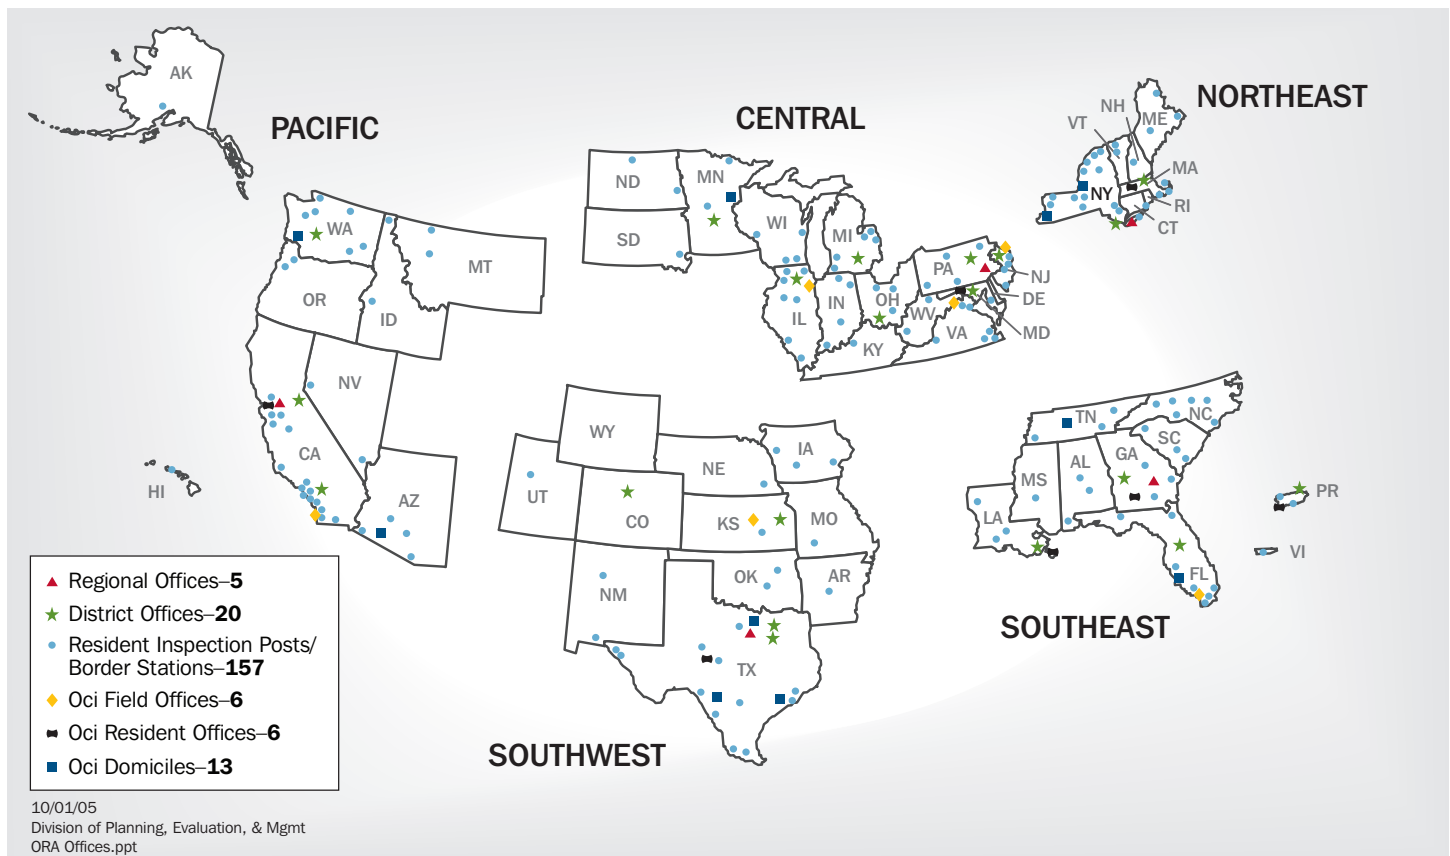 AK
PACIFIC
CENTRAL
NORTHEAST
NH
VT
ME
MA
NY
RI
CT
WA
MT
OR
ID
NV
CA
AZ
HI
ND
MN
SD
WI
MI
PA
NJ
DE
MD
IL
IN
OH
WV
VA
KY
WY
UT
CO
NE
IA
KS
MO
NM
OK
AR
TX
SOUTHWEST
TN
NC
SC
MS
AL
GA
LA
FL
PR
VI
SOUTHEAST
Regional Offices–5
District Offices–20
Resident Inspection Posts/
Border Stations–157
Oci Field Offices–6
Oci Resident Offices–6
Oci Domiciles–13
10/01/05
Division of Planning, Evaluation, & Mgmt
ORA Offices.ppt